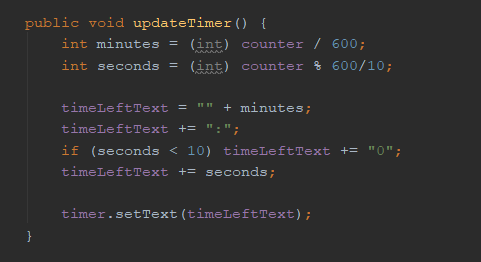 public void updateTimer() {
    int minutes = (int) counter / 600;
    int seconds = (int) counter % 600/10;

    timeLeftText = "" + minutes;
    timeLeftText += ":";
    if (seconds < 10) timeLeftText += "0";
    timeLeftText += seconds;

    timer.setText(timeLeftText);
}